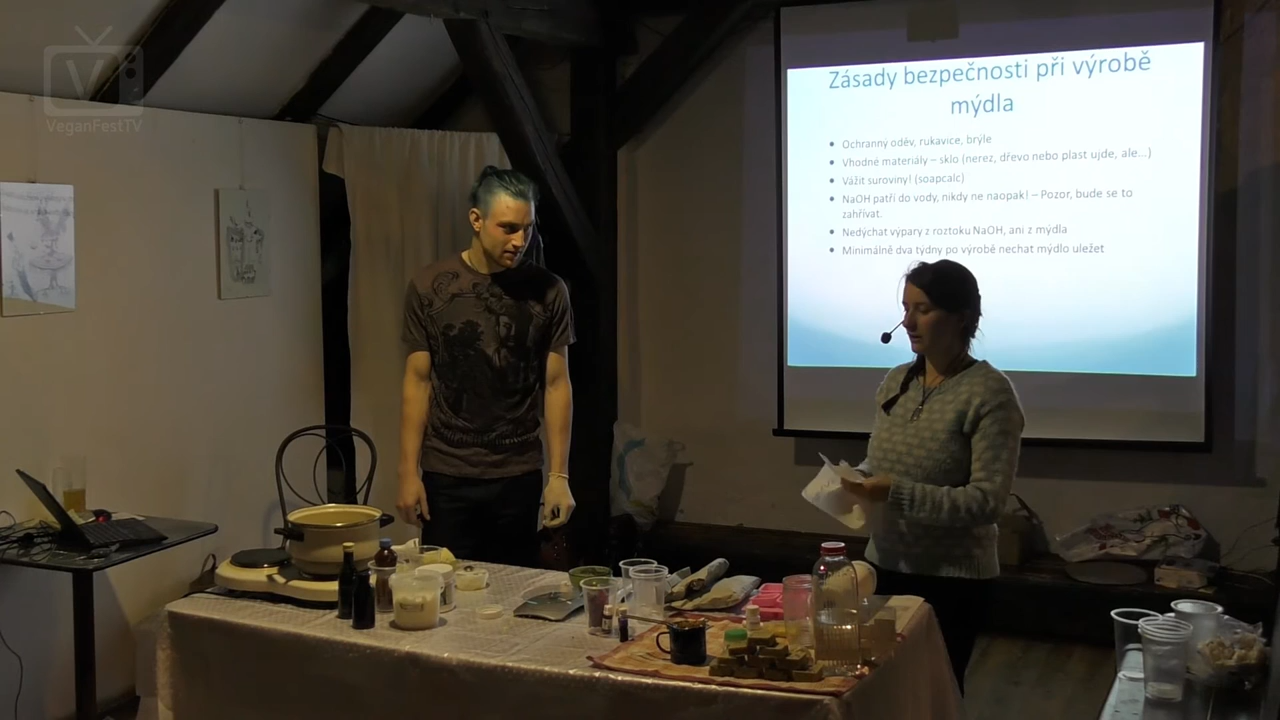 VeganFestTV
Zásady bezpečnosti při výrobě
mýdla
Ochranný oděv, rukavice, brýle
Vhodné materiály – sklo (nerez, dřevo nebo plast ujde, ale...)
Vážit suroviny! (soapcalc)
NaOH patří do vody, nikdy ne naopak! – Pozor, bude se to
zahřívat.
Nedýchat výpary z roztoku NaOH, ani z mýdla
Minimálně dva týdny po výrobě nechat mýdlo uležet